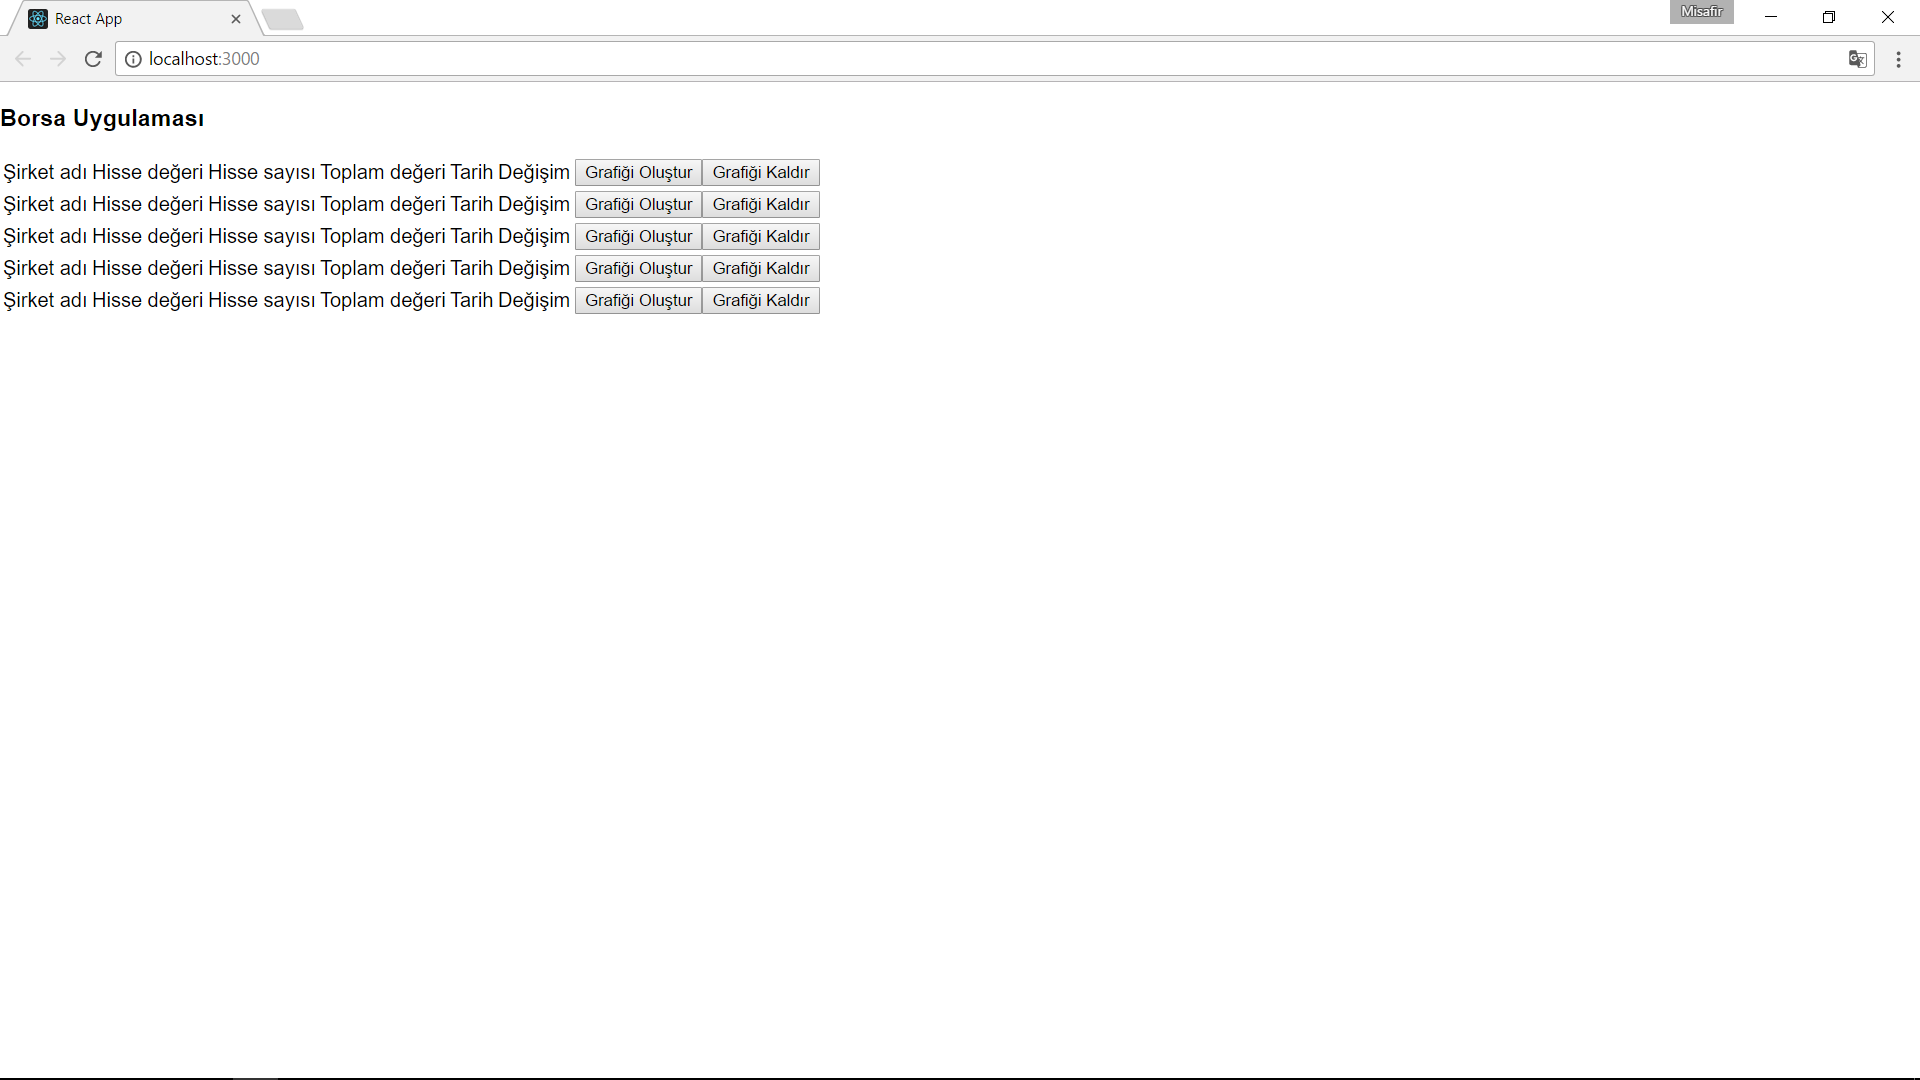 React App
Misafir
localhost:3000
Borsa Uygulaması
Şirket adı Hisse değeri Hisse sayısı Toplam değeri Tarih Değişim Grafiği Oluştur Grafiği Kaldır
Şirket adı Hisse değeri Hisse sayısı Toplam değeri Tarih Değişim Grafiği Oluştur Grafiği Kaldır
Şirket adı Hisse değeri Hisse sayısı Toplam değeri Tarih Değişim Grafiği Oluştur Grafiği Kaldır
Şirket adı Hisse değeri Hisse sayısı Toplam değeri Tarih Değişim Grafiği Oluştur Grafiği Kaldır
Şirket adı Hisse değeri Hisse sayısı Toplam değeri Tarih Değişim Grafiği Oluştur Grafiği Kaldır